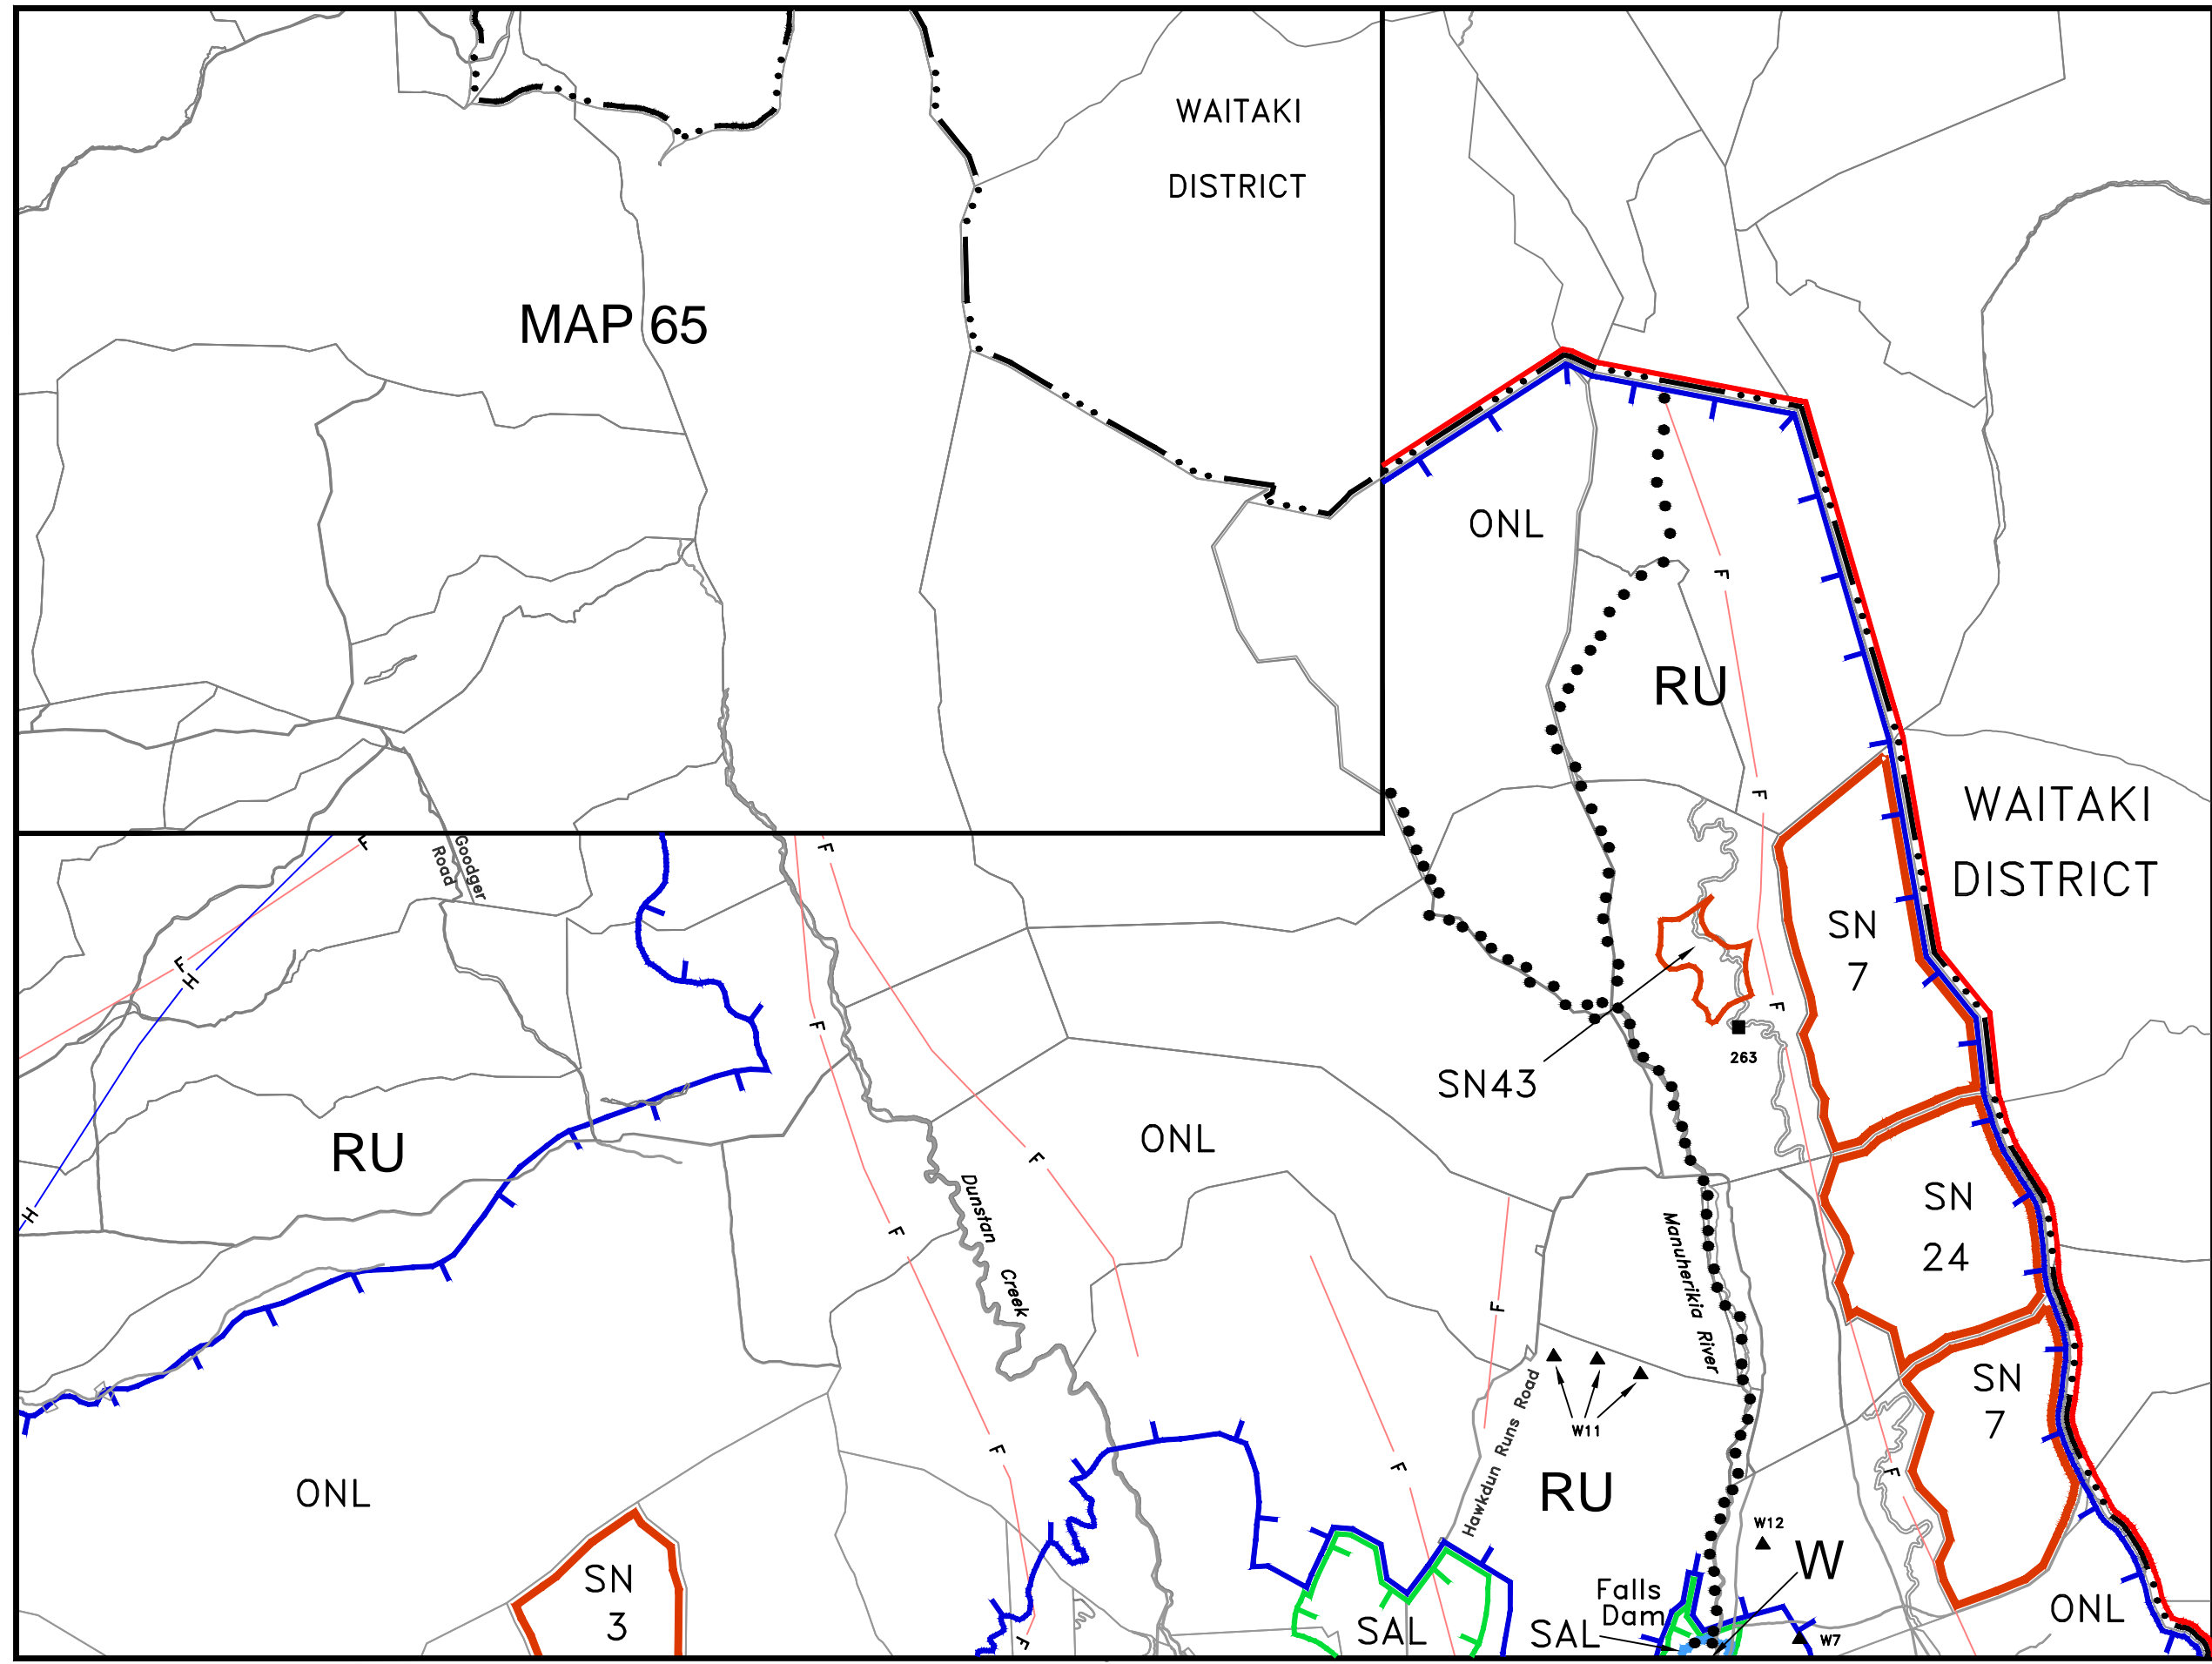 WAITAKI
DISTRICT
MAP 65
ONL
F
RU
F
WAITAKI
DISTRICT
Goodger
Road
F
F
F
H
SN
7
F
F
263
SN43
RU
ONL
H
F
F
Dunstan
Creek
Manuherikia River
SN
24
F
Hawkdun Runs Road
W11
SN
7
F
F
F
ONL
RU
W12
W
SN
3
Falls
Dam
SAL
SAL
W7
ONL
F